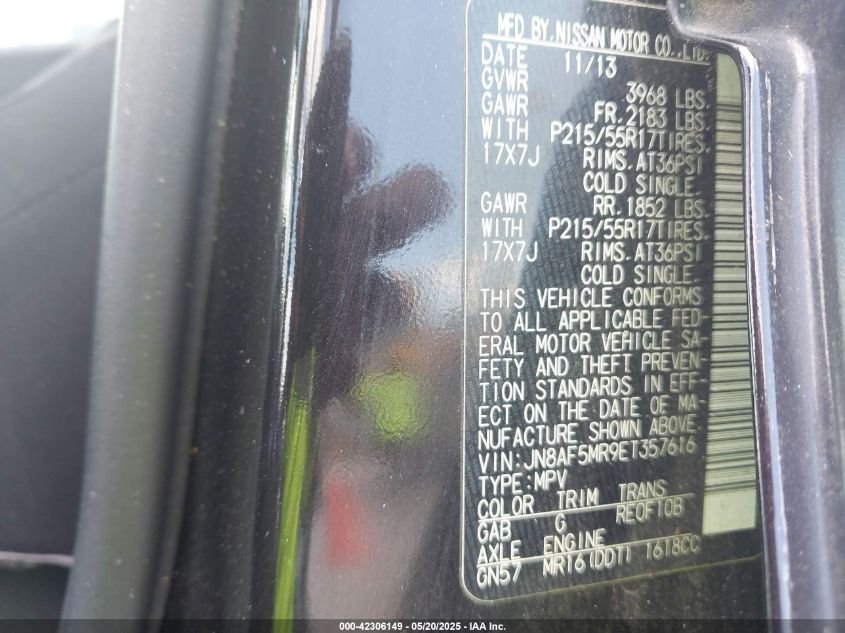 MFD BY.NISSAN MOTOR CO.,LTD.
DATE 11/13
GVWR 3968 LBS.
GAWR FR.2183 LBS
WITH P215/55R17TIRES.
17X7J RIMS.AT36PSI
COLD SINGLE.
GAWR RR.1852 LBS.
WITH P215/55R17TIRES.
17X7J RIMS.AT36PSI
COLD SINGLE.
THIS VEHICLE CONFORMS
TO ALL APPLICABLE FED-
ERAL MOTOR VEHICLE SA-
FETY AND THEFT PREVEN-
TION STANDARDS IN EFF-
ECT ON THE DATE OF MA-
NUFACTURE SHOWN ABOVE.
VIN:JN8AF5MR9ET357616
TYPE:MPV
COLOR TRIM TRANS
GAB G RE0F10B
AXLE ENGINE
GN57 MR16(DDT) 1618CC
000-42306149 - 05/20/2025 - IAA Inc.